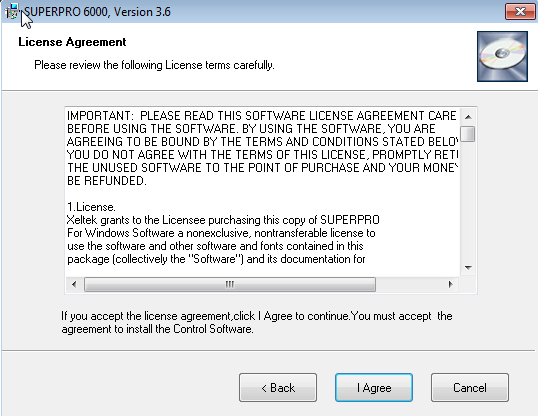 SUPERPRO 6000, Version 3.6
License Agreement
Please review the following License terms carefully.
IMPORTANT: PLEASE READ THIS SOFTWARE LICENSE AGREEMENT CARE
BEFORE USING THE SOFTWARE. BY USING THE SOFTWARE, YOU ARE
AGREEING TO BE BOUND BY THE TERMS AND CONDITIONS STATED BELOW
YOU DO NOT AGREE WITH THE TERMS OF THIS LICENSE, PROMPTLY RETU
THE UNUSED SOFTWARE TO THE POINT OF PURCHASE AND YOUR MONEY
BE REFUNDED.
1.License.
Xeltek grants to the Licensee purchasing this copy of SUPERPRO
For Windows Software a nonexclusive, nontransferable license to
use the software and other software and fonts contained in this
package (collectively the "Software") and its documentation for
If you accept the license agreement,click I Agree to continue.You must accept the
agreement to install the Control Software.
< Back
I Agree
Cancel